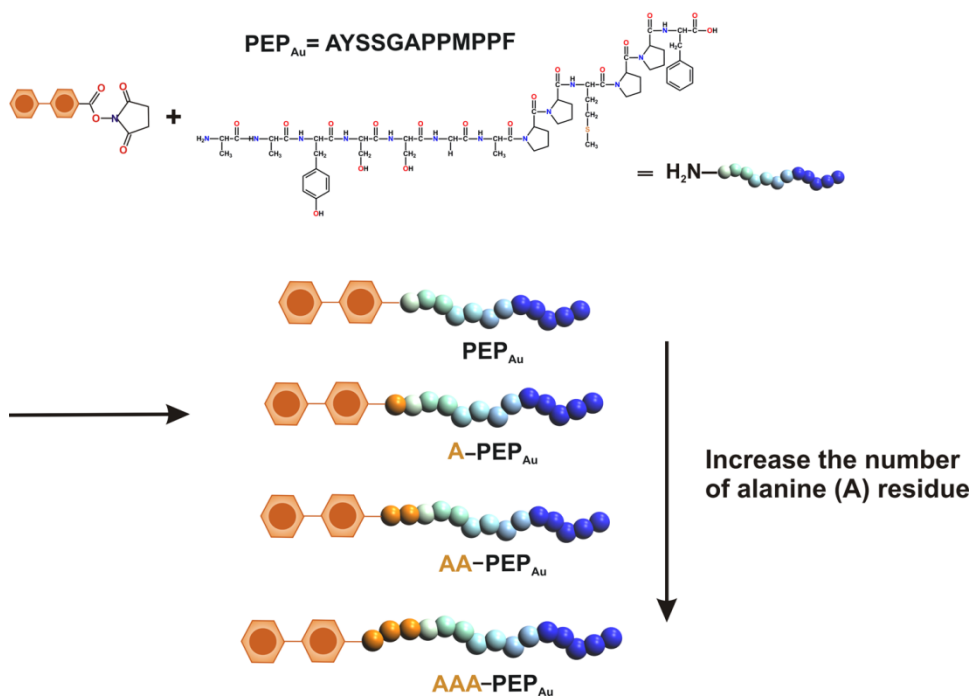 PEPAu= AYSSGAPPMPPF
+
= H2N
PEPAu
A–PEPAu
AA–PEPAu
AAA–PEPAu
Increase the number
of alanine (A) residue